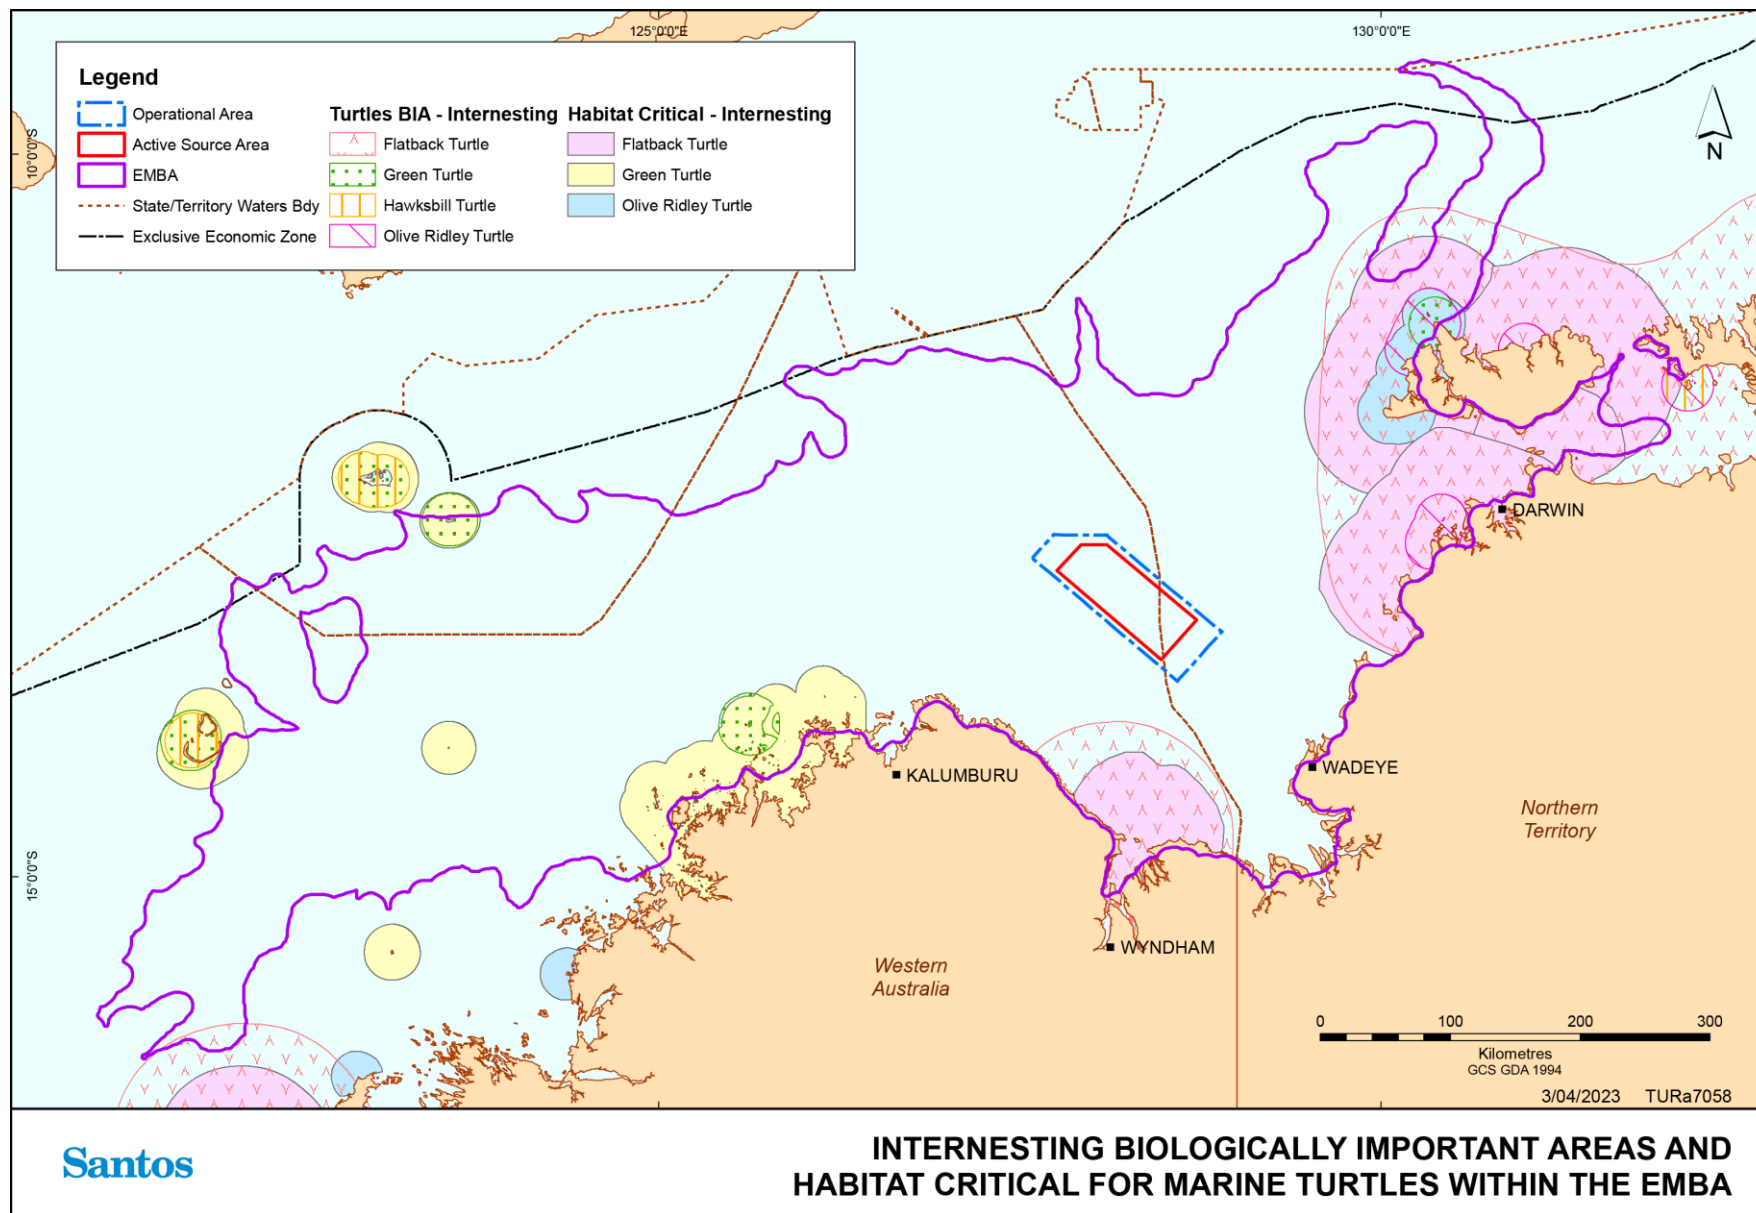 125°0'0"E
130°0'0"E
10°0'0"S
15°0'0"S
Legend
Operational Area
Active Source Area
EMBA
State/Territory Waters Bdy
Exclusive Economic Zone
Turtles BIA - Internesting
Flatback Turtle
Green Turtle
Hawksbill Turtle
Olive Ridley Turtle
Habitat Critical - Internesting
Flatback Turtle
Green Turtle
Olive Ridley Turtle
N
DARWIN
WADEYE
KALUMBURU
Northern
Territory
WYNDHAM
Western
Australia
0 100 200 300
Kilometres
GCS GDA 1994
3/04/2023 TURa7058
Santos
INTERNESTING BIOLOGICALLY IMPORTANT AREAS AND
HABITAT CRITICAL FOR MARINE TURTLES WITHIN THE EMBA